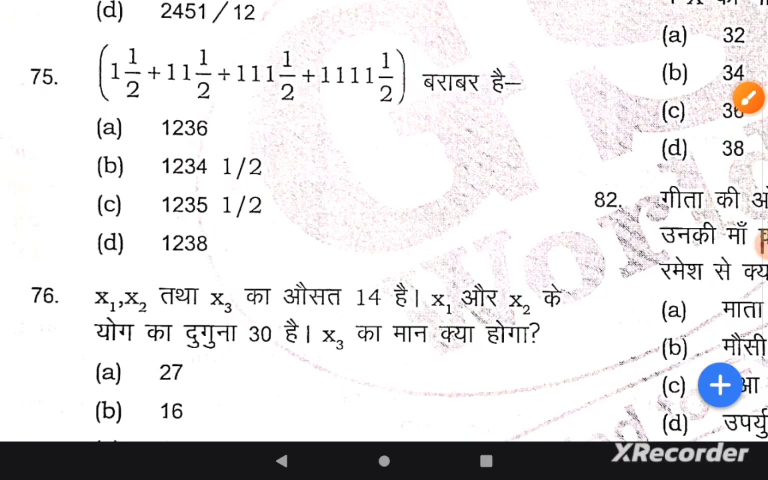 (d) 2451/12
75. (1 1/2 + 11 1/2 + 111 1/2 + 1111 1/2) बराबर है–
(a) 1236
(b) 1234 1/2
(c) 1235 1/2
(d) 1238
76. x₁,x₂ तथा x₃ का औसत 14 है। x₁ और x₂ के
योग का दुगुना 30 है। x₃ का मान क्या होगा?
(a) 27
(b) 16
(a) 32
(b) 34
(c) 36
(d) 38
82. गीता की
उनकी माँ
रमेश से
(a) माता
(b) मौसी
(c)
(d)
World
XRecorder